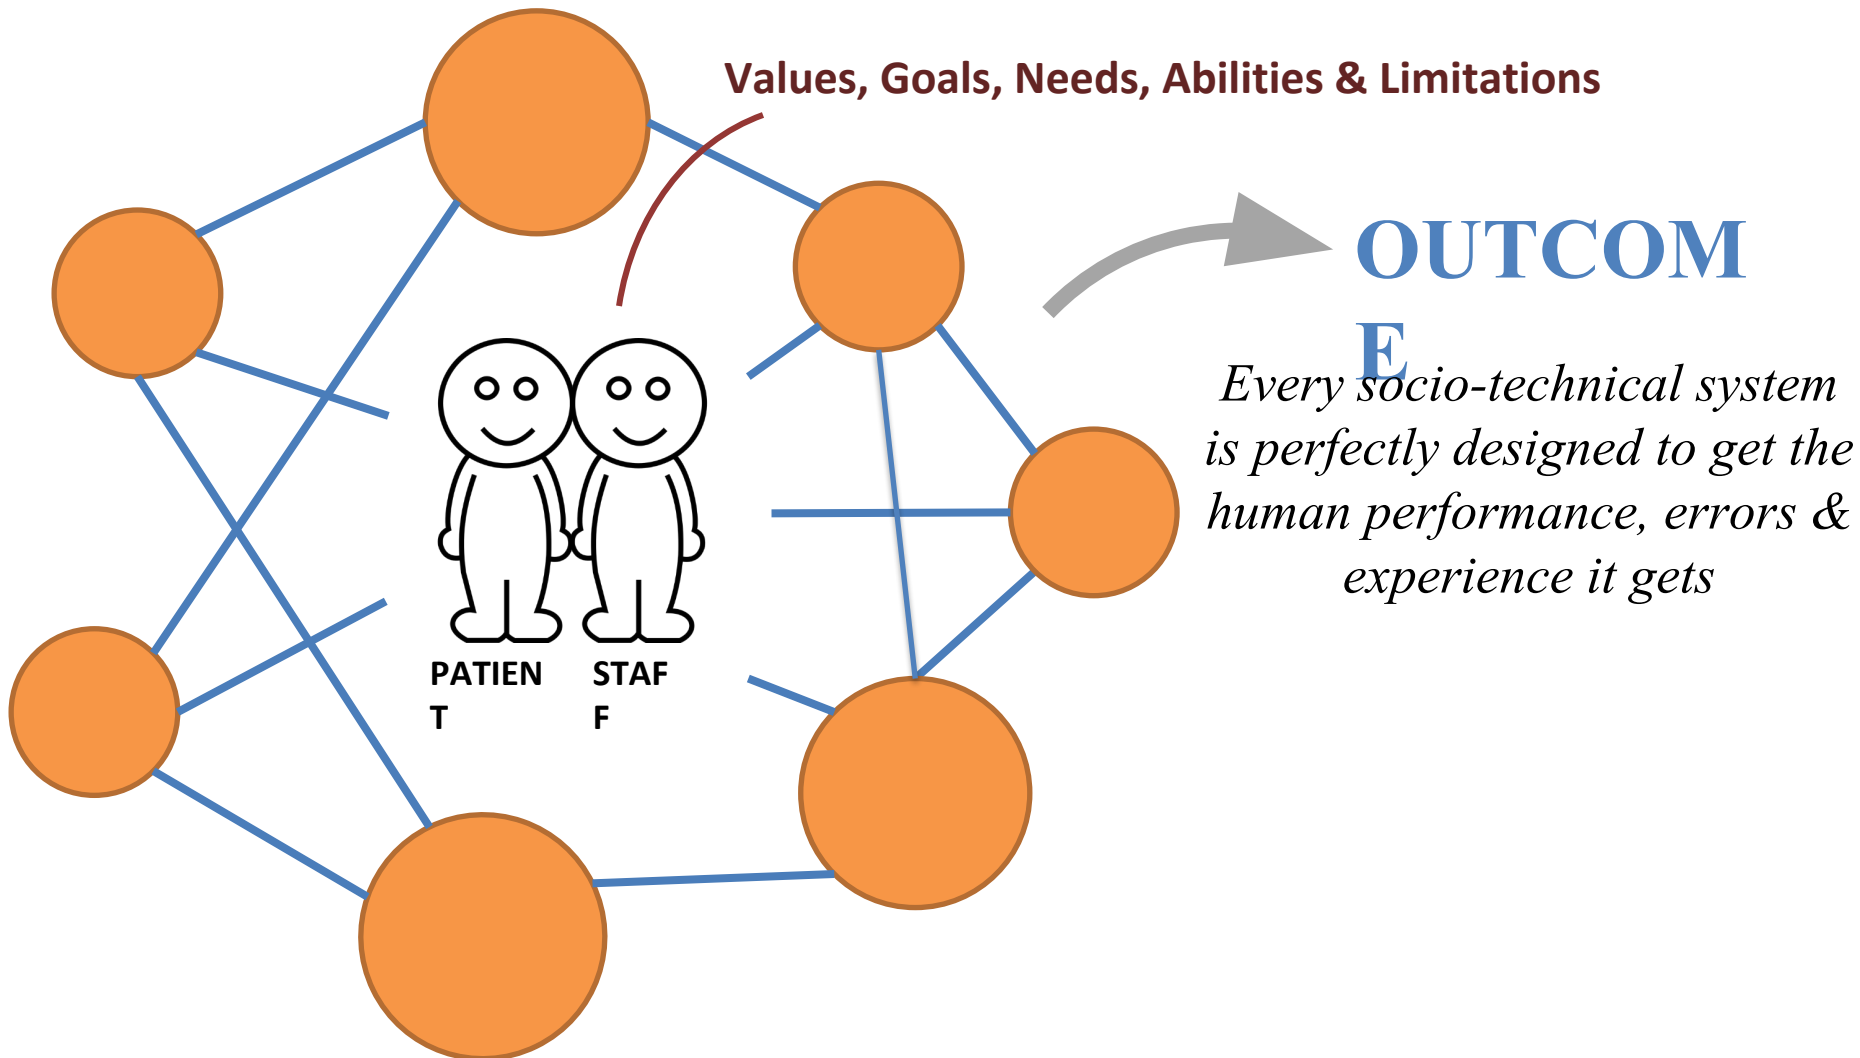 Values, Goals, Needs, Abilities & Limitations
OUTCOM
E
Every socio-technical system
is perfectly designed to get the
human performance, errors &
experience it gets
PATIEN
T
STAF
F